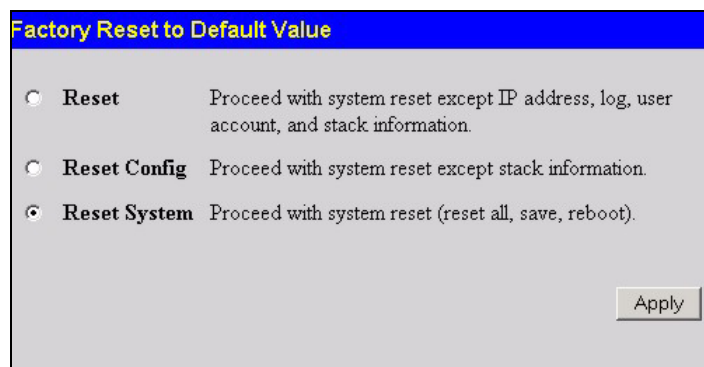 Factory Reset to Default Value
Reset Proceed with system reset except IP address, log, user
account, and stack information.
Reset Config Proceed with system reset except stack information.
Reset System Proceed with system reset (reset all, save, reboot).
Apply